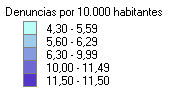 Denuncias por 10.000 habitantes
4,30 - 5,59
5,60 - 6,29
6,30 - 9,99
10,00 - 11,49
11,50 - 11,50